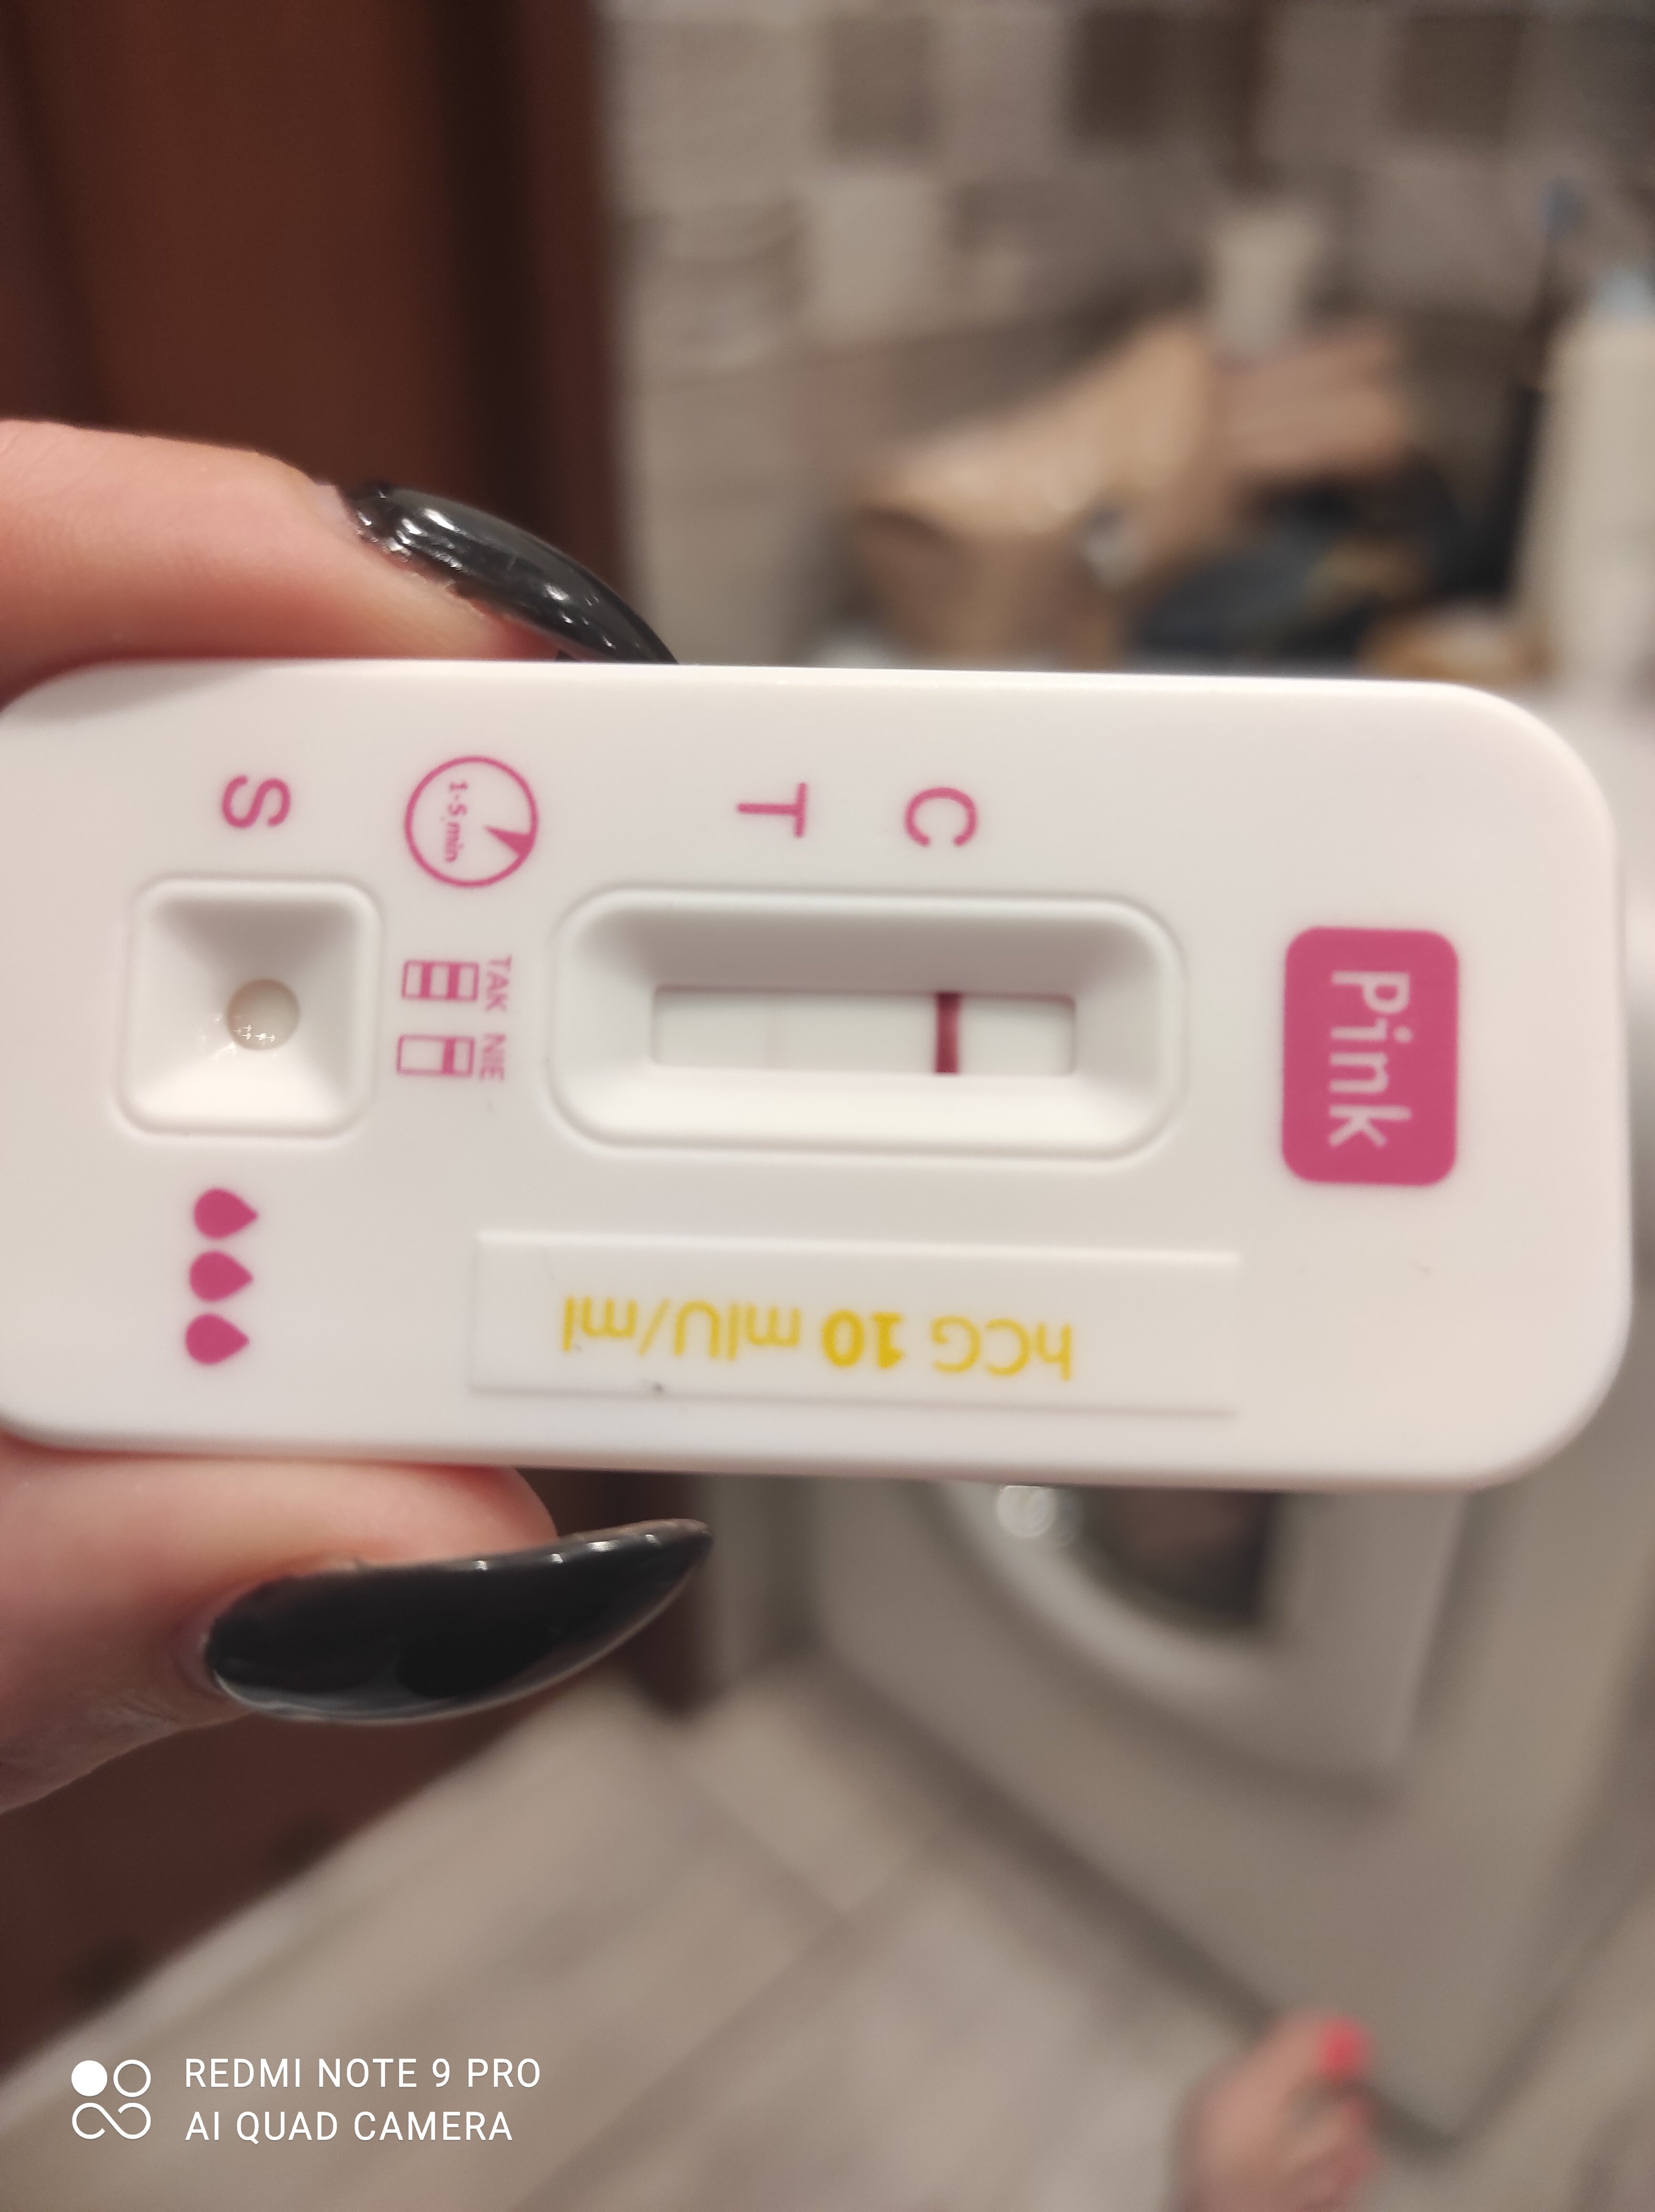 Pink
C
T
1-5 min
TAK NIE
S
hCG 10 mIU/ml
REDMI NOTE 9 PRO
AI QUAD CAMERA